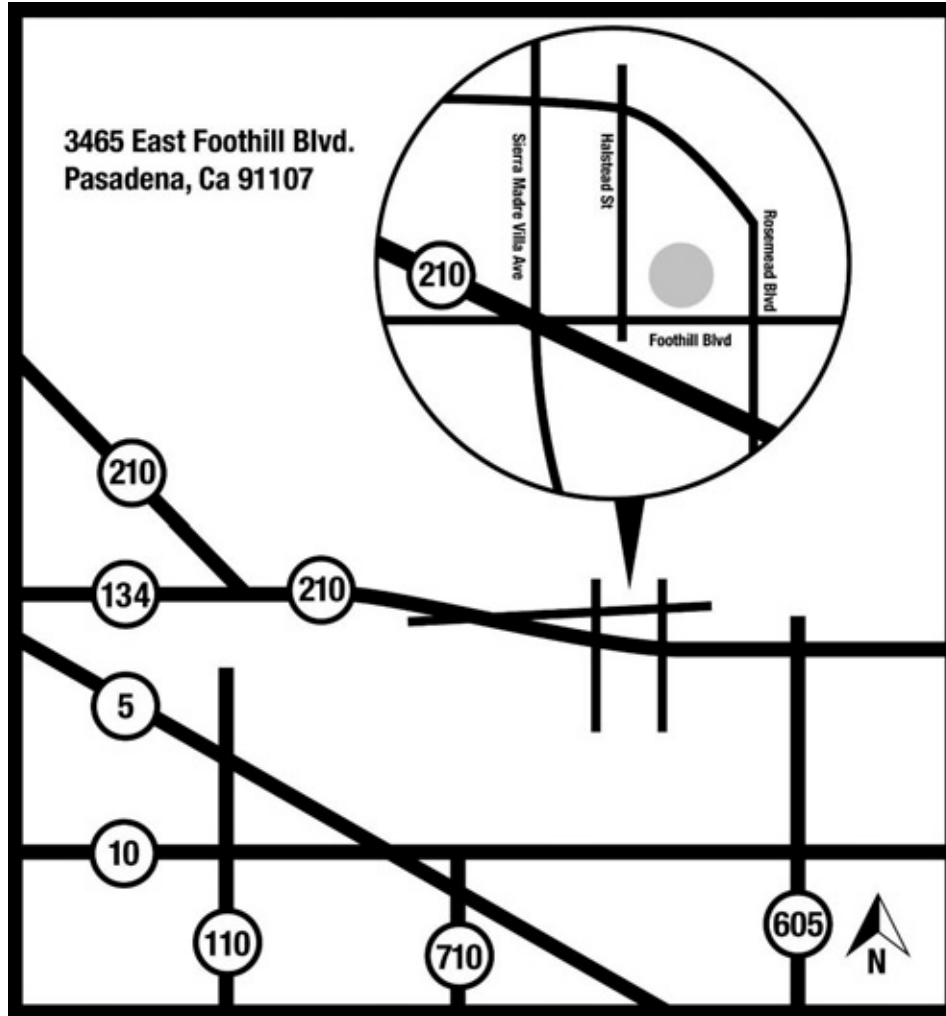 3465 East Foothill Blvd.
Pasadena, Ca 91107
Sierra Madre Villa Ave
Halstead St
Rosemead Blvd
210
Foothill Blvd
210
134
210
5
10
110
710
605
N